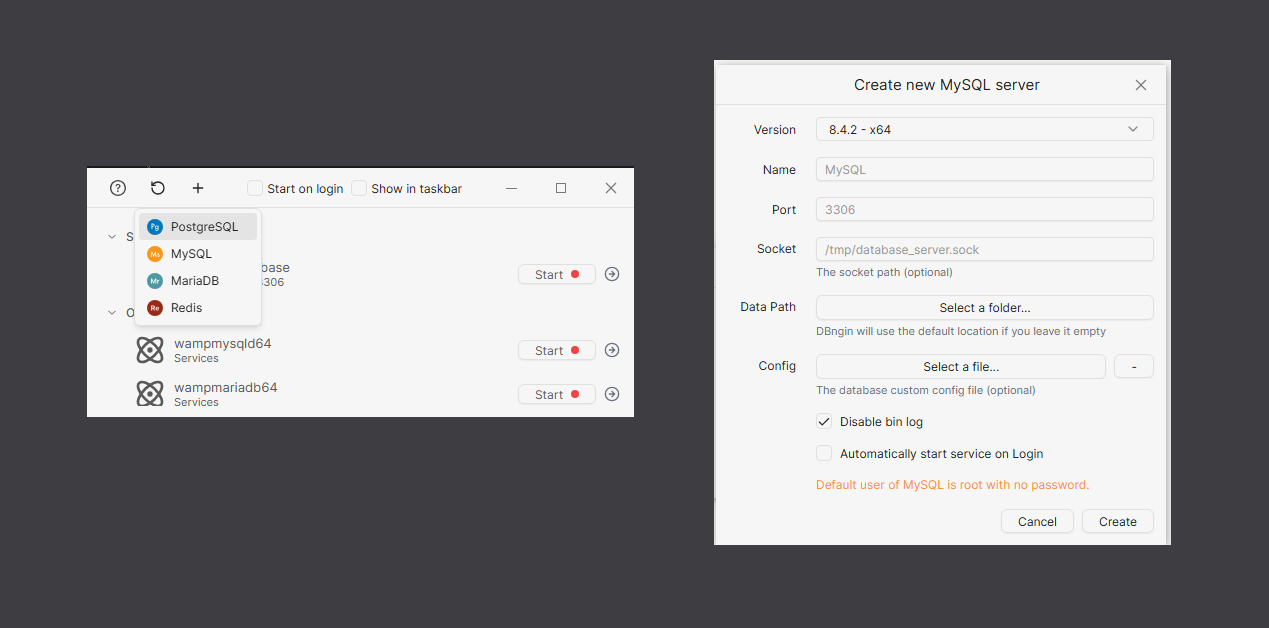 ? Start on login Show in taskbar
S
Pg PostgreSQL
Ms MySQL
Mr MariaDB
Re Redis
base
3306
Start
O
wampmysqld64
Services
Start
wampmariadb64
Services
Start
Create new MySQL server
Version 8.4.2 - x64
Name MySQL
Port 3306
Socket /tmp/database_server.sock
The socket path (optional)
Data Path Select a folder...
DBngin will use the default location if you leave it empty
Config Select a file... -
The database custom config file (optional)
Disable bin log
Automatically start service on Login
Default user of MySQL is root with no password.
Cancel Create